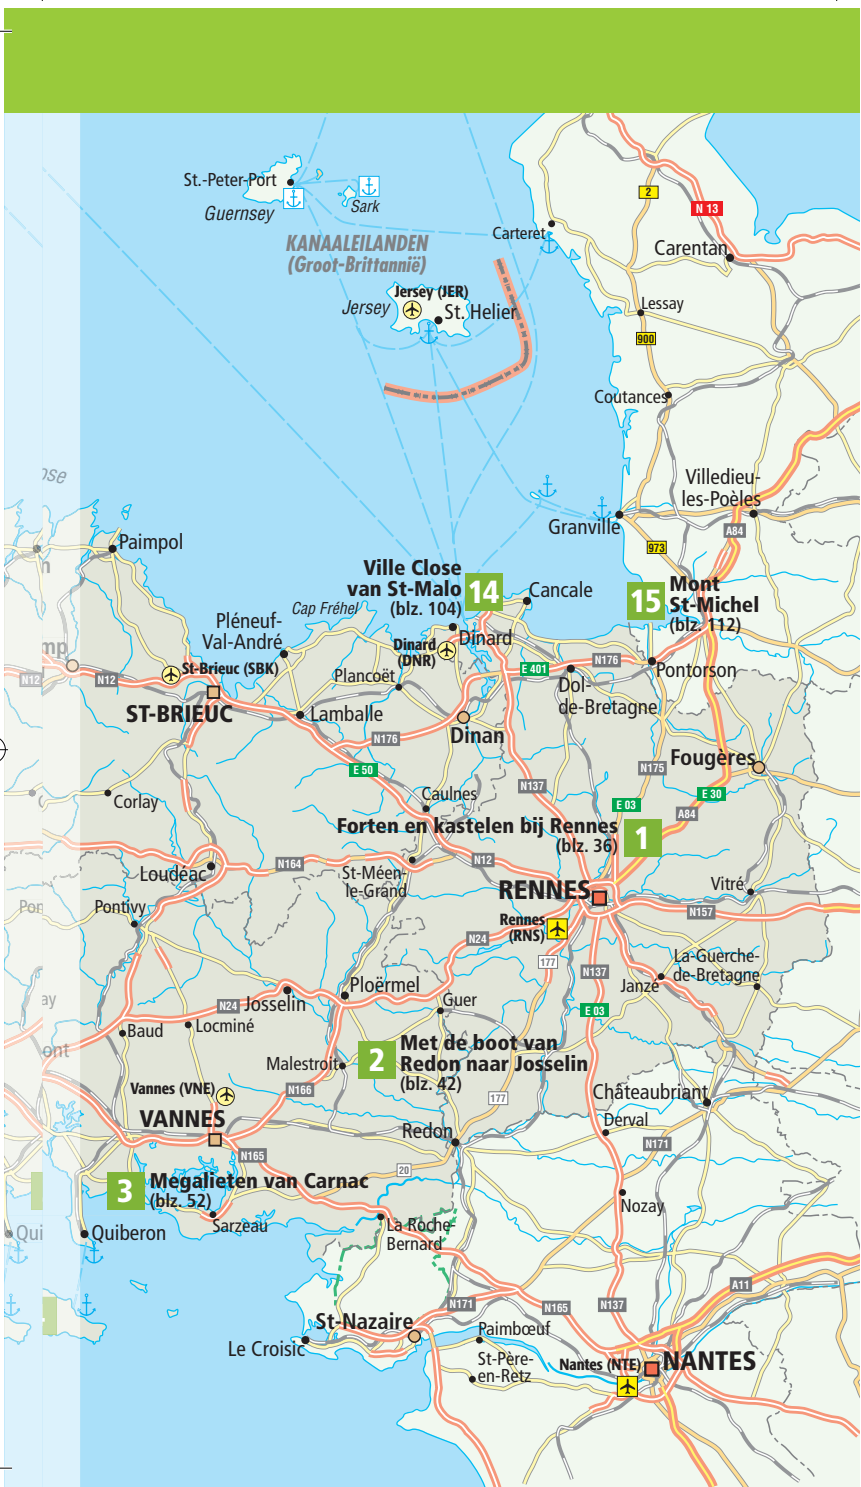 St.-Peter-Port
Guernsey
Sark
KANAALEILANDEN
(Groot-Brittannië)
Jersey (JER)
Jersey
St. Helier
Carteret
2
N 13
Carentan
Lessay
900
Coutances
Villedieu-
les-Poèles
A84
Granville
973
Paimpol
Ville Close
van St-Malo
(blz. 104)
14
Cancale
15
Mont
St-Michel
(blz. 112)
Cap Fréhel
Pléneuf-
Val-André
Dinard
(DNR)
Dinard
St-Brieuc (SBK)
N12
N12
Plancoët
E 401
N176
Pontorson
Dol-
de-Bretagne
ST-BRIEUC
Lamballe
Dinan
N176
Fougères
E 50
N175
Corlay
Caulnes
N137
E 03
E 30
A84
Forten en kastelen bij Rennes
(blz. 36)
1
Loudéac
N164
St-Méen-
le-Grand
N12
RENNES
Vitré
Pontivy
Rennes
(RNS)
N157
N24
177
N137
La-Guerche-
de-Bretagne
Janzé
Ploërmel
Josselin
N24
Guer
E 03
Baud
Locminé
2
Met de boot van
Redon naar Josselin
(blz. 42)
Malestroit
Vannes (VNE)
N166
177
Châteaubriant
VANNES
Derval
Redon
N171
N165
20
3
Megalieten van Carnac
(blz. 52)
Nozay
Sarzeau
La Roche-
Bernard
Qui
Quiberon
A11
N171
N165
N137
St-Nazaire
Paimbœuf
Le Croisic
St-Père-
en-Retz
Nantes (NTE)
NANTES